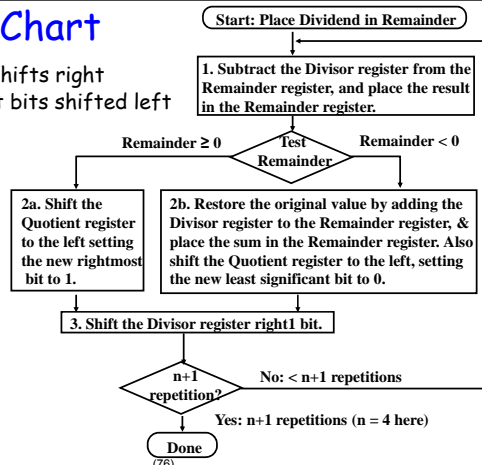 Chart
hifts right
t bits shifted left
Start: Place Dividend in Remainder
1. Subtract the Divisor register from the
Remainder register, and place the result
in the Remainder register.
Remainder ≥ 0
Test
Remainder
Remainder < 0
2a. Shift the
Quotient register
to the left setting
the new rightmost
bit to 1.
2b. Restore the original value by adding the
Divisor register to the Remainder register, &
place the sum in the Remainder register. Also
shift the Quotient register to the left, setting
the new least significant bit to 0.
3. Shift the Divisor register right1 bit.
n+1
repetition?
No: < n+1 repetitions
Yes: n+1 repetitions (n = 4 here)
Done
(76)